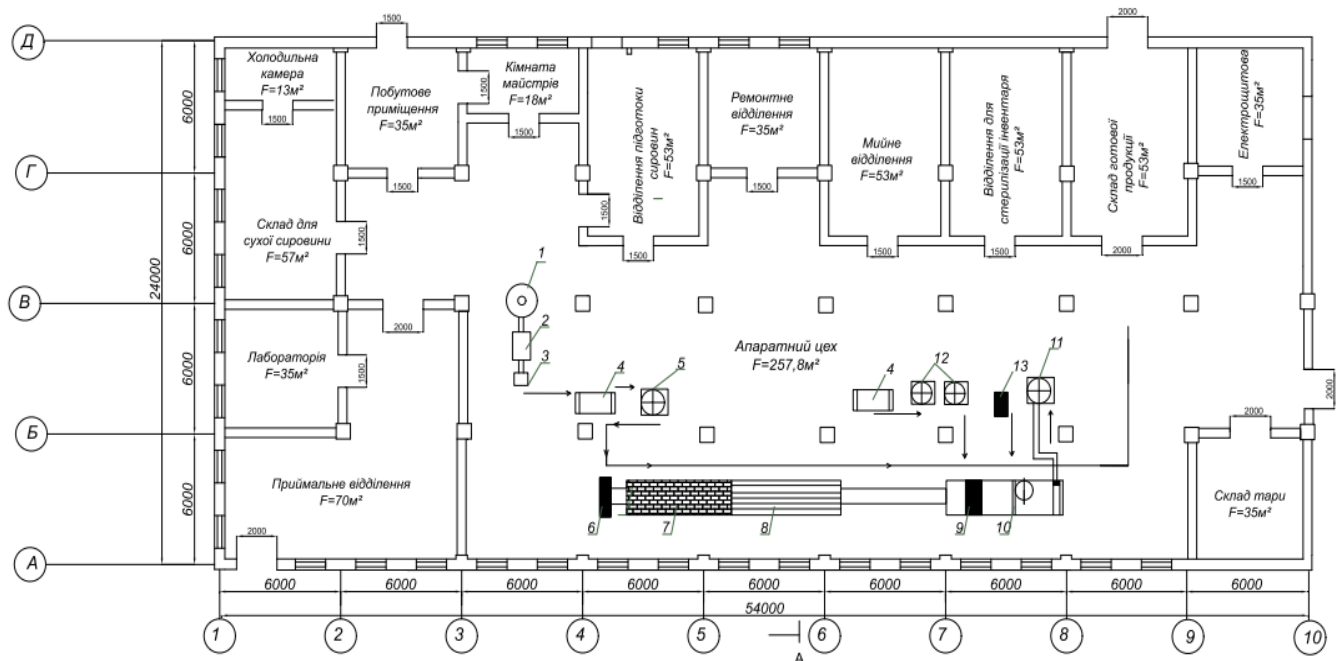 Д
Г
В
Б
А
24000
6000
6000
6000
6000
1500
2000
Холодильна
камера
F=13м²
1500
Побутове
приміщення
F=35м²
1500
1500
Кімната
майстрів
F=18м²
1500
Відділення підготоки
сировин
F=53м²
1500
1500
Ремонтне
відділення
F=35м²
1500
Мийне
відділення
F=53м²
1500
Відділення для
стерилізації інвентаря
F=53м²
1500
Склад готової
продукції
F=53м²
2000
Електрощитова
F=35м²
1500
Склад для
сухої сировини
F=57м²
1500
2000
Лабораторія
F=35м²
1500
Приймальне відділення
F=70м²
2000
Апаратний цех
F=257,8м²
1
2
3
4
5
4
12
13
11
6
7
8
9
10
2000
2000
Склад тари
F=35м²
6000
6000
6000
6000
6000
6000
6000
6000
6000
54000
1
2
3
4
5
6
7
8
9
10
А